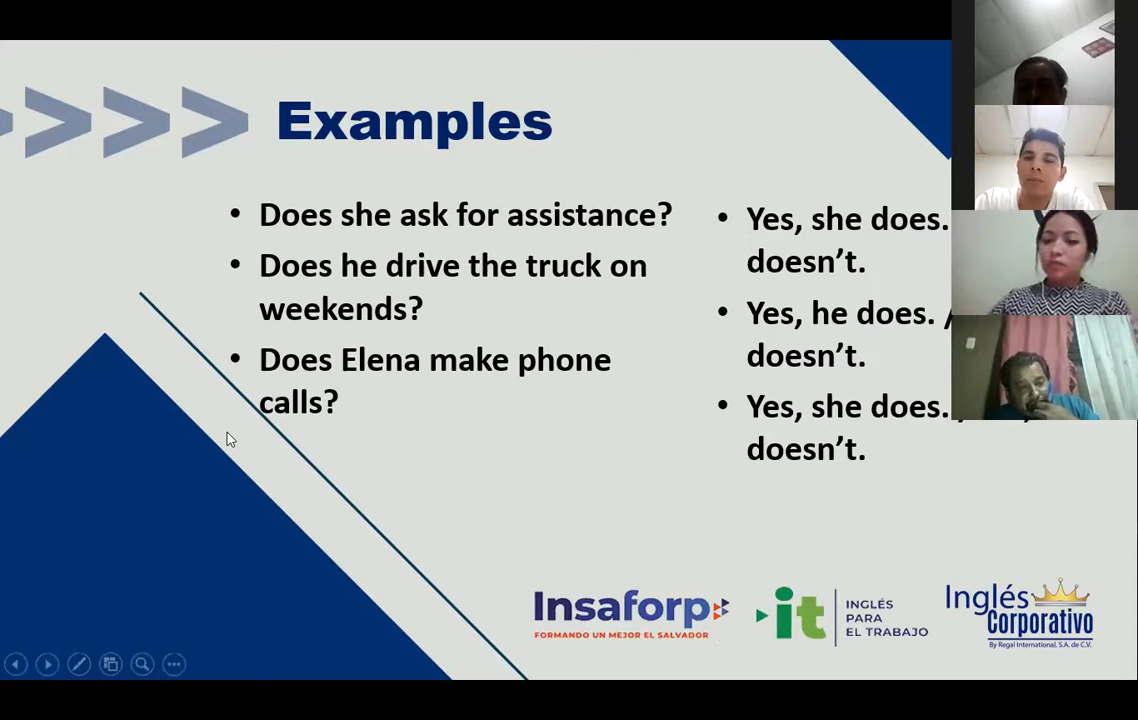 Examples
• Does she ask for assistance?
• Does he drive the truck on
weekends?
• Does Elena make phone
calls?
• Yes, she does.
doesn’t.
• Yes, he does. /
doesn’t.
• Yes, she does.
doesn’t.
Insaforp
FORMANDO UN MEJOR EL SALVADOR
it
INGLÉS
PARA
EL TRABAJO
Inglés
Corporativo
By Regal International, S.A. de C.V.